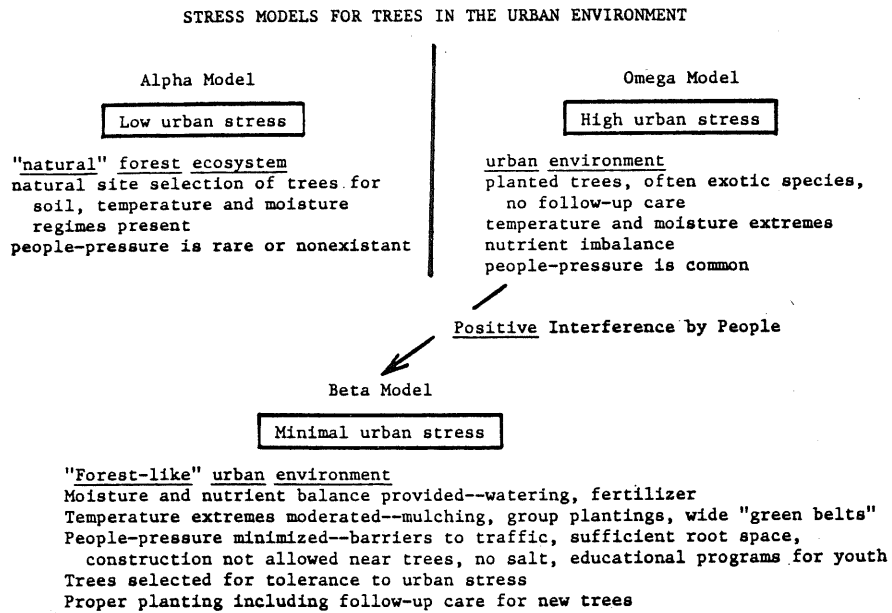 STRESS MODELS FOR TREES IN THE URBAN ENVIRONMENT
Alpha Model
Low urban stress
"natural" forest ecosystem
natural site selection of trees for
soil, temperature and moisture
regimes present
people-pressure is rare or nonexistant
Omega Model
High urban stress
urban environment
planted trees, often exotic species,
no follow-up care
temperature and moisture extremes
nutrient imbalance
people-pressure is common
Positive Interference by People
Beta Model
Minimal urban stress
"Forest-like" urban environment
Moisture and nutrient balance provided--watering, fertilizer
Temperature extremes moderated--mulching, group plantings, wide "green belts"
People-pressure minimized--barriers to traffic, sufficient root space,
construction not allowed near trees, no salt, educational programs for youth
Trees selected for tolerance to urban stress
Proper planting including follow-up care for new trees